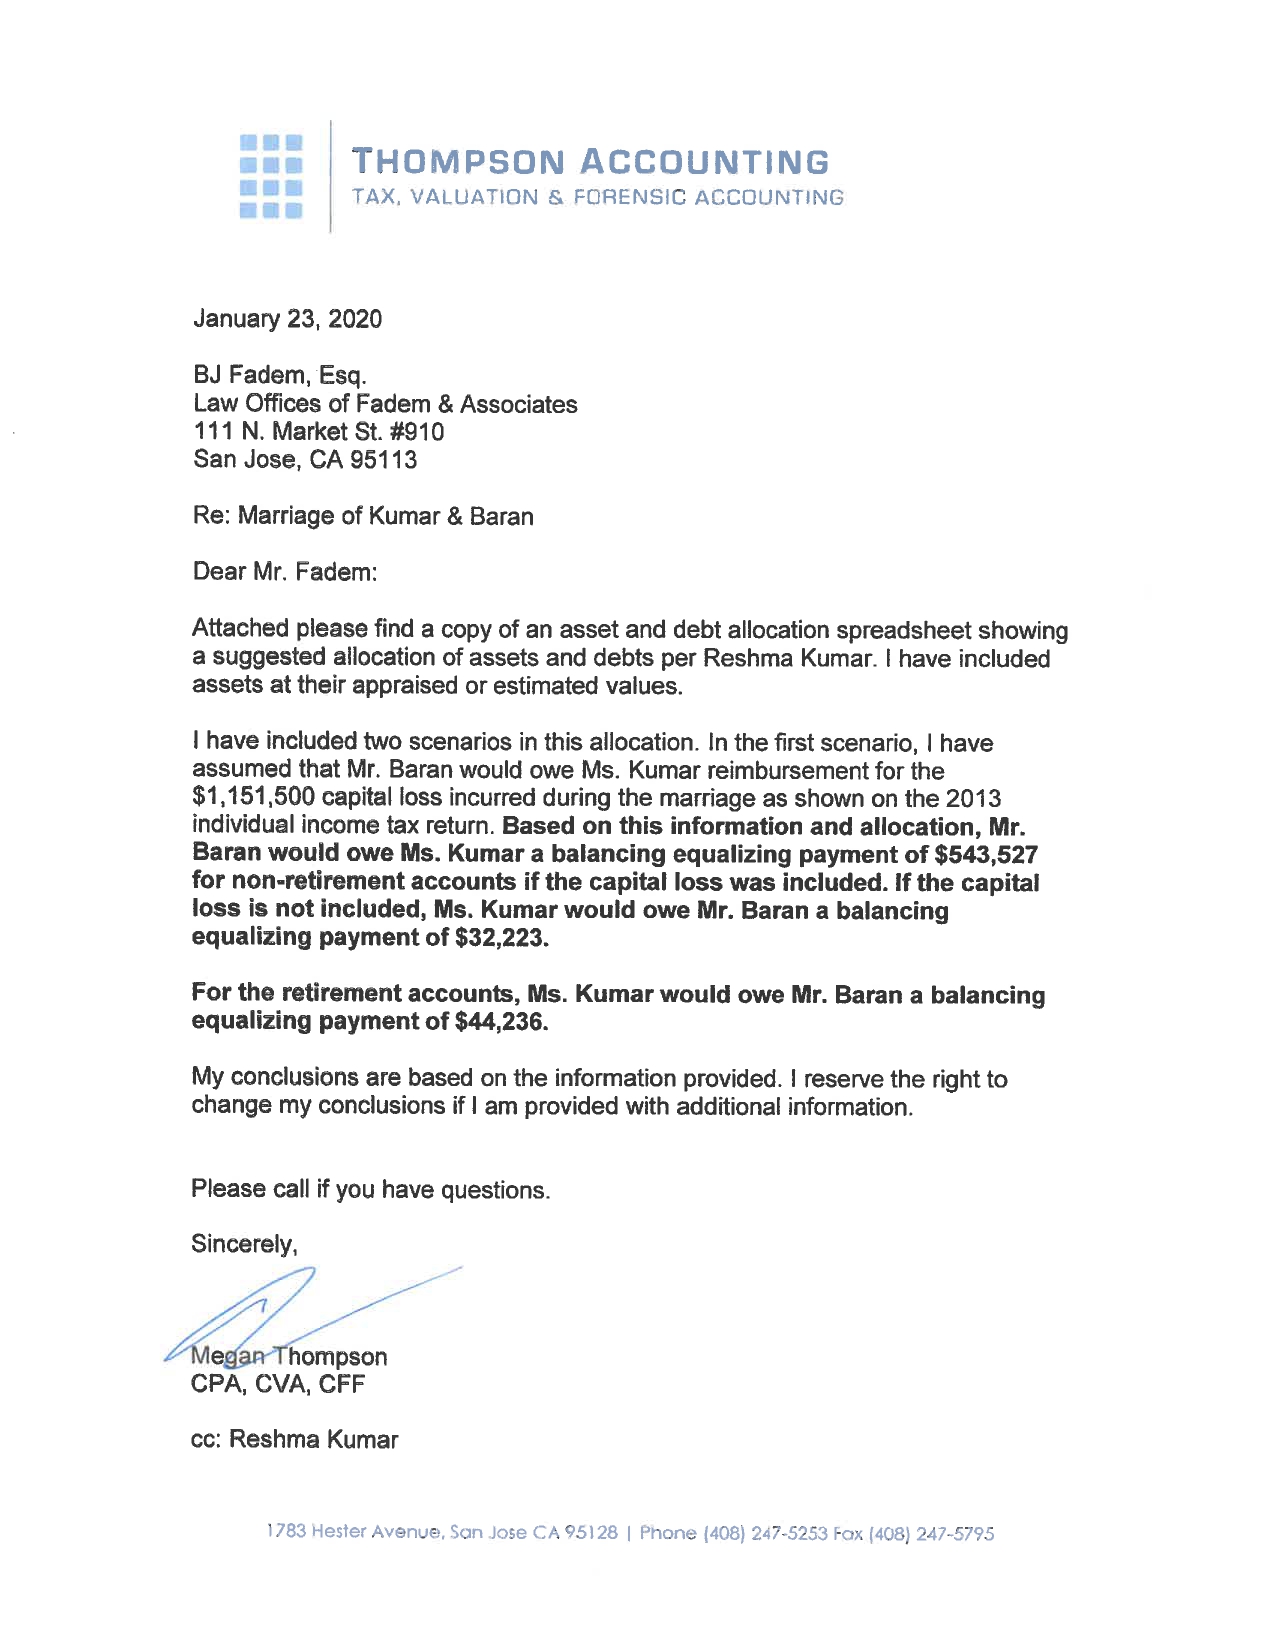 THOMPSON ACCOUNTING
TAX, VALUATION & FORENSIC ACCOUNTING
January 23, 2020
BJ Fadem, Esq.
Law Offices of Fadem & Associates
111 N. Market St. #910
San Jose, CA 95113
Re: Marriage of Kumar & Baran
Dear Mr. Fadem:
Attached please find a copy of an asset and debt allocation spreadsheet showing
a suggested allocation of assets and debts per Reshma Kumar. I have included
assets at their appraised or estimated values.
I have included two scenarios in this allocation. In the first scenario, I have
assumed that Mr. Baran would owe Ms. Kumar reimbursement for the
$1,151,500 capital loss incurred during the marriage as shown on the 2013
individual income tax return. Based on this information and allocation, Mr.
Baran would owe Ms. Kumar a balancing equalizing payment of $543,527
for non-retirement accounts if the capital loss was included. If the capital
loss is not included, Ms. Kumar would owe Mr. Baran a balancing
equalizing payment of $32,223.
For the retirement accounts, Ms. Kumar would owe Mr. Baran a balancing
equalizing payment of $44,236.
My conclusions are based on the information provided. I reserve the right to
change my conclusions if I am provided with additional information.
Please call if you have questions.
Sincerely,
Megan Thompson
CPA, CVA, CFF
cc: Reshma Kumar
1783 Hester Avenue, San Jose CA 95128 | Phone (408) 247-5253 Fax (408) 247-5795